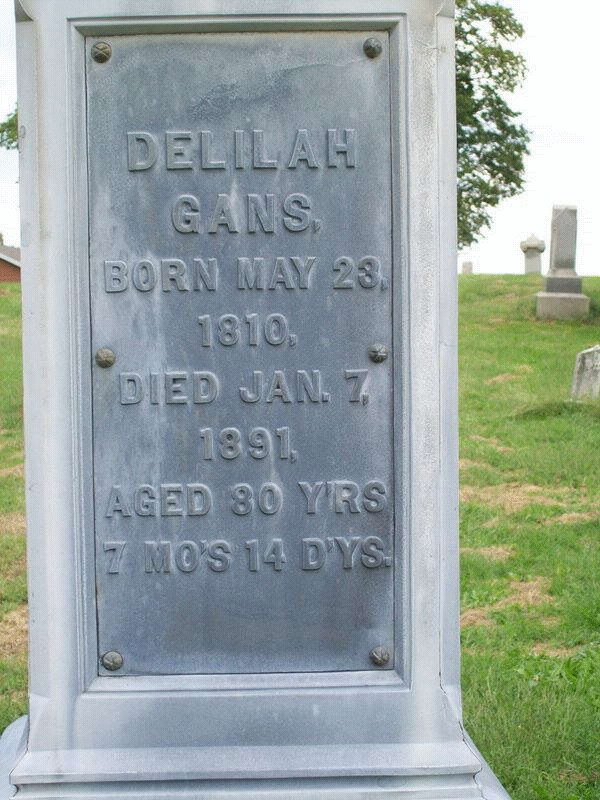 DELILAH
GANS,
BORN MAY 23,
1810,
DIED JAN. 7,
1891,
AGED 80 Y'RS
7 MO'S 14 D'YS.